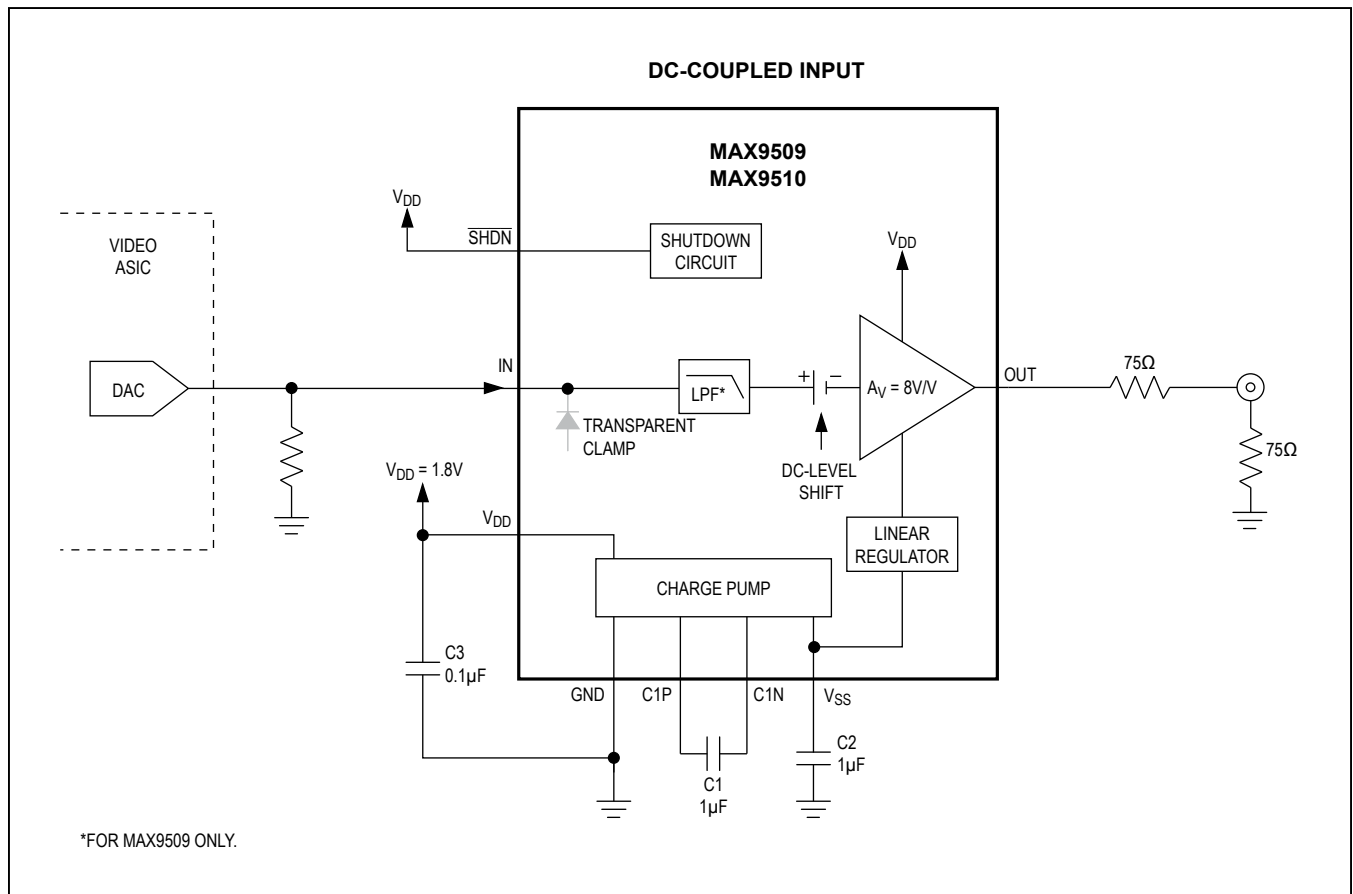 DC-COUPLED INPUT
MAX9509
MAX9510
VDD
SHDN
SHUTDOWN
CIRCUIT
VDD
VIDEO
ASIC
DAC
IN
LPF*
+
−
AV = 8V/V
OUT
75Ω
75Ω
TRANSPARENT
CLAMP
DC-LEVEL
SHIFT
VDD = 1.8V
VDD
LINEAR
REGULATOR
CHARGE PUMP
C3
0.1µF
GND
C1P
C1N
VSS
C1
1µF
C2
1µF
*FOR MAX9509 ONLY.